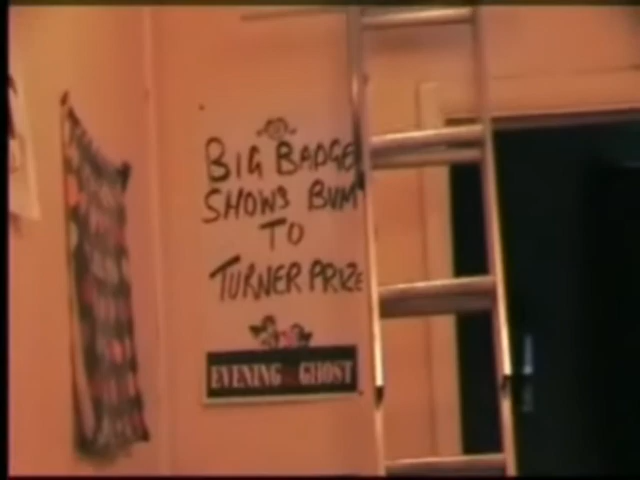 BIG BADGE
SHOWS BUM
TO
TURNER PRIZE
EVENING GHOST